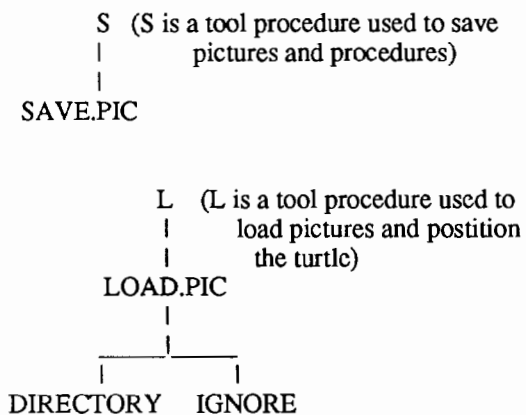 S (S is a tool procedure used to save
pictures and procedures)
SAVE.PIC
L (L is a tool procedure used to
load pictures and postition
the turtle)
LOAD.PIC
DIRECTORY IGNORE